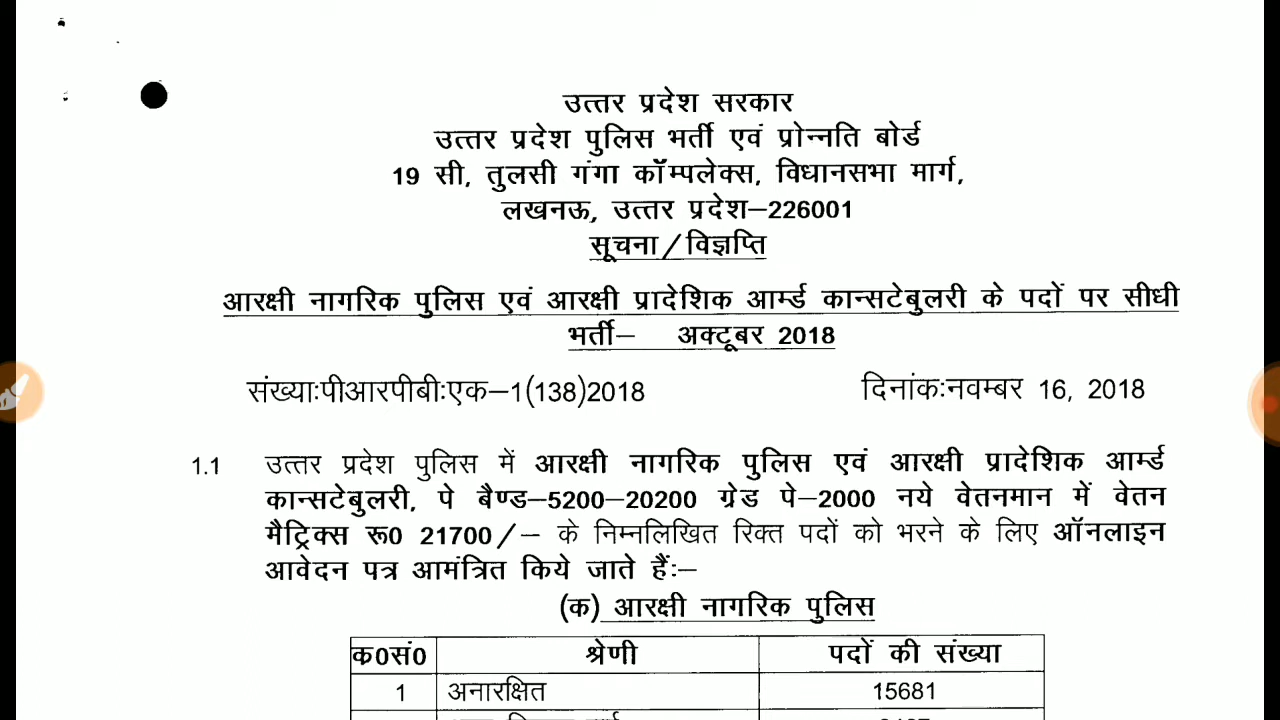 उत्तर प्रदेश सरकार
उत्तर प्रदेश पुलिस भर्ती एवं प्रोन्नति बोर्ड
19 सी, तुलसी गंगा कॉम्पलेक्स, विधानसभा मार्ग,
लखनऊ, उत्तर प्रदेश–226001
सूचना/विज्ञप्ति
आरक्षी नागरिक पुलिस एवं आरक्षी प्रादेशिक आर्म्ड कान्सटेबुलरी के पदों पर सीधी
भर्ती– अक्टूबर 2018
संख्याःपीआरपीबीःएक–1(138)2018 दिनांकःनवम्बर 16, 2018
1.1 उत्तर प्रदेश पुलिस में आरक्षी नागरिक पुलिस एवं आरक्षी प्रादेशिक आर्म्ड
कान्सटेबुलरी, पे बैण्ड–5200–20200 ग्रेड पे–2000 नये वेतनमान में वेतन
मैट्रिक्स रू0 21700/– के निम्नलिखित रिक्त पदों को भरने के लिए ऑनलाइन
आवेदन पत्र आमंत्रित किये जाते हैंः–
(क) आरक्षी नागरिक पुलिस
क0सं0 श्रेणी पदों की संख्या
1 अनारक्षित 15681